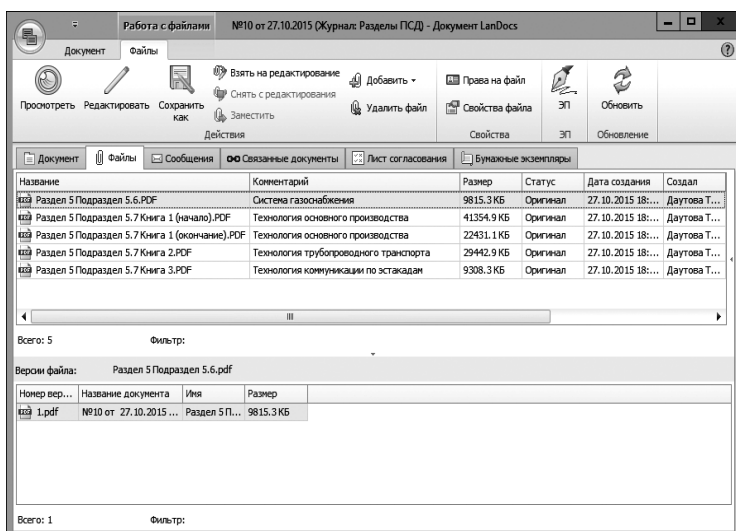 Работа с файлами №10 от 27.10.2015 (Журнал: Разделы ПСД) - Документ LanDocs
Документ Файлы
Просмотреть Редактировать Сохранить как
Взять на редактирование
Снять с редактирования
Заместить
Добавить
Удалить файл
Действия
Права на файл
Свойства файла
Свойства
ЭП
ЭП
Обновить
Обновление
Документ Файлы Сообщения Связанные документы Лист согласования Бумажные экземпляры
Название Комментарий Размер Статус Дата создания Создал
Раздел 5 Подраздел 5.6.PDF Система газоснабжения 9815.3 КБ Оригинал 27.10.2015 18:... Даутова Т...
Раздел 5 Подраздел 5.7 Книга 1 (начало).PDF Технология основного производства 41354.9 КБ Оригинал 27.10.2015 18:... Даутова Т...
Раздел 5 Подраздел 5.7 Книга 1 (окончание).PDF Технология основного производства 22431.1 КБ Оригинал 27.10.2015 18:... Даутова Т...
Раздел 5 Подраздел 5.7 Книга 2.PDF Технология трубопроводного транспорта 29442.9 КБ Оригинал 27.10.2015 18:... Даутова Т...
Раздел 5 Подраздел 5.7 Книга 3.PDF Технология коммуникации по эстакадам 9308.3 КБ Оригинал 27.10.2015 18:... Даутова Т...
Всего: 5 Фильтр:
Версии файла: Раздел 5 Подраздел 5.6.pdf
Номер вер... Название документа Имя Размер
1.pdf №10 от 27.10.2015 ... Раздел 5 П... 9815.3 КБ
Всего: 1 Фильтр: